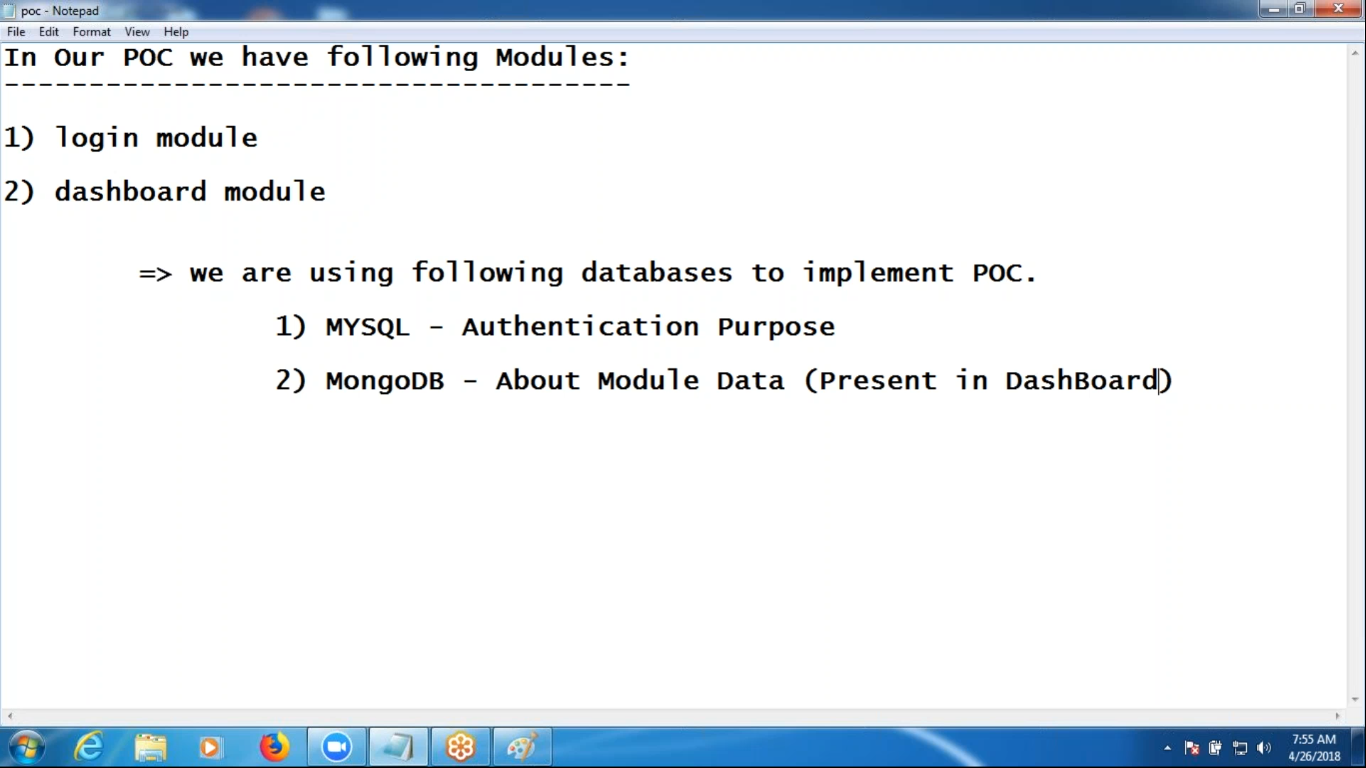 poc - Notepad
File Edit Format View Help
In Our POC we have following Modules:
-------------------------------------
1) login module
2) dashboard module
=> we are using following databases to implement POC.
1) MYSQL - Authentication Purpose
2) MongoDB - About Module Data (Present in DashBoard)
7:55 AM
4/26/2018